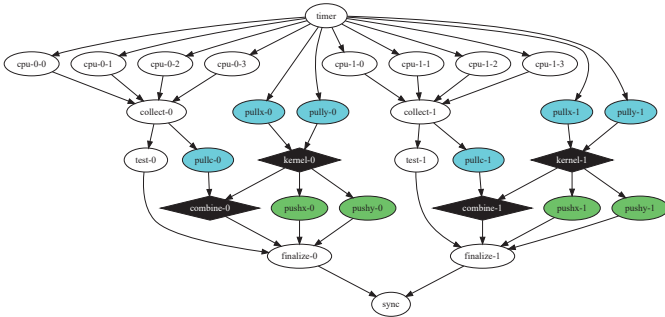 timer
cpu-0-0 cpu-0-1 cpu-0-2 cpu-0-3 cpu-1-0 cpu-1-1 cpu-1-2 cpu-1-3
collect-0 pullx-0 pully-0 collect-1 pullx-1 pully-1
test-0 pullc-0 kernel-0 test-1 pullc-1 kernel-1
combine-0 pushx-0 pushy-0 combine-1 pushx-1 pushy-1
finalize-0 finalize-1
sync